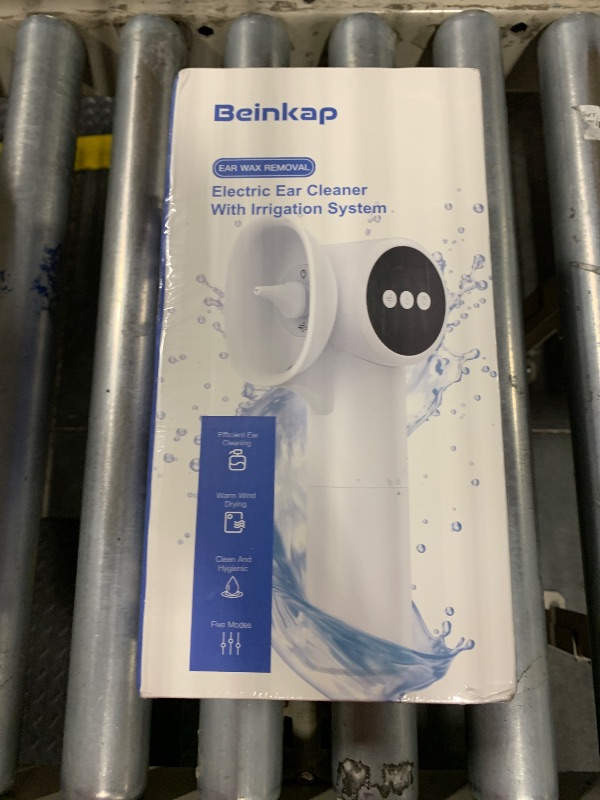 Beinkap
EAR WAX REMOVAL
Electric Ear Cleaner
With Irrigation System
Efficient Ear
Cleaning
Warm Wind
Drying
Clean And
Hygienic
Five Modes